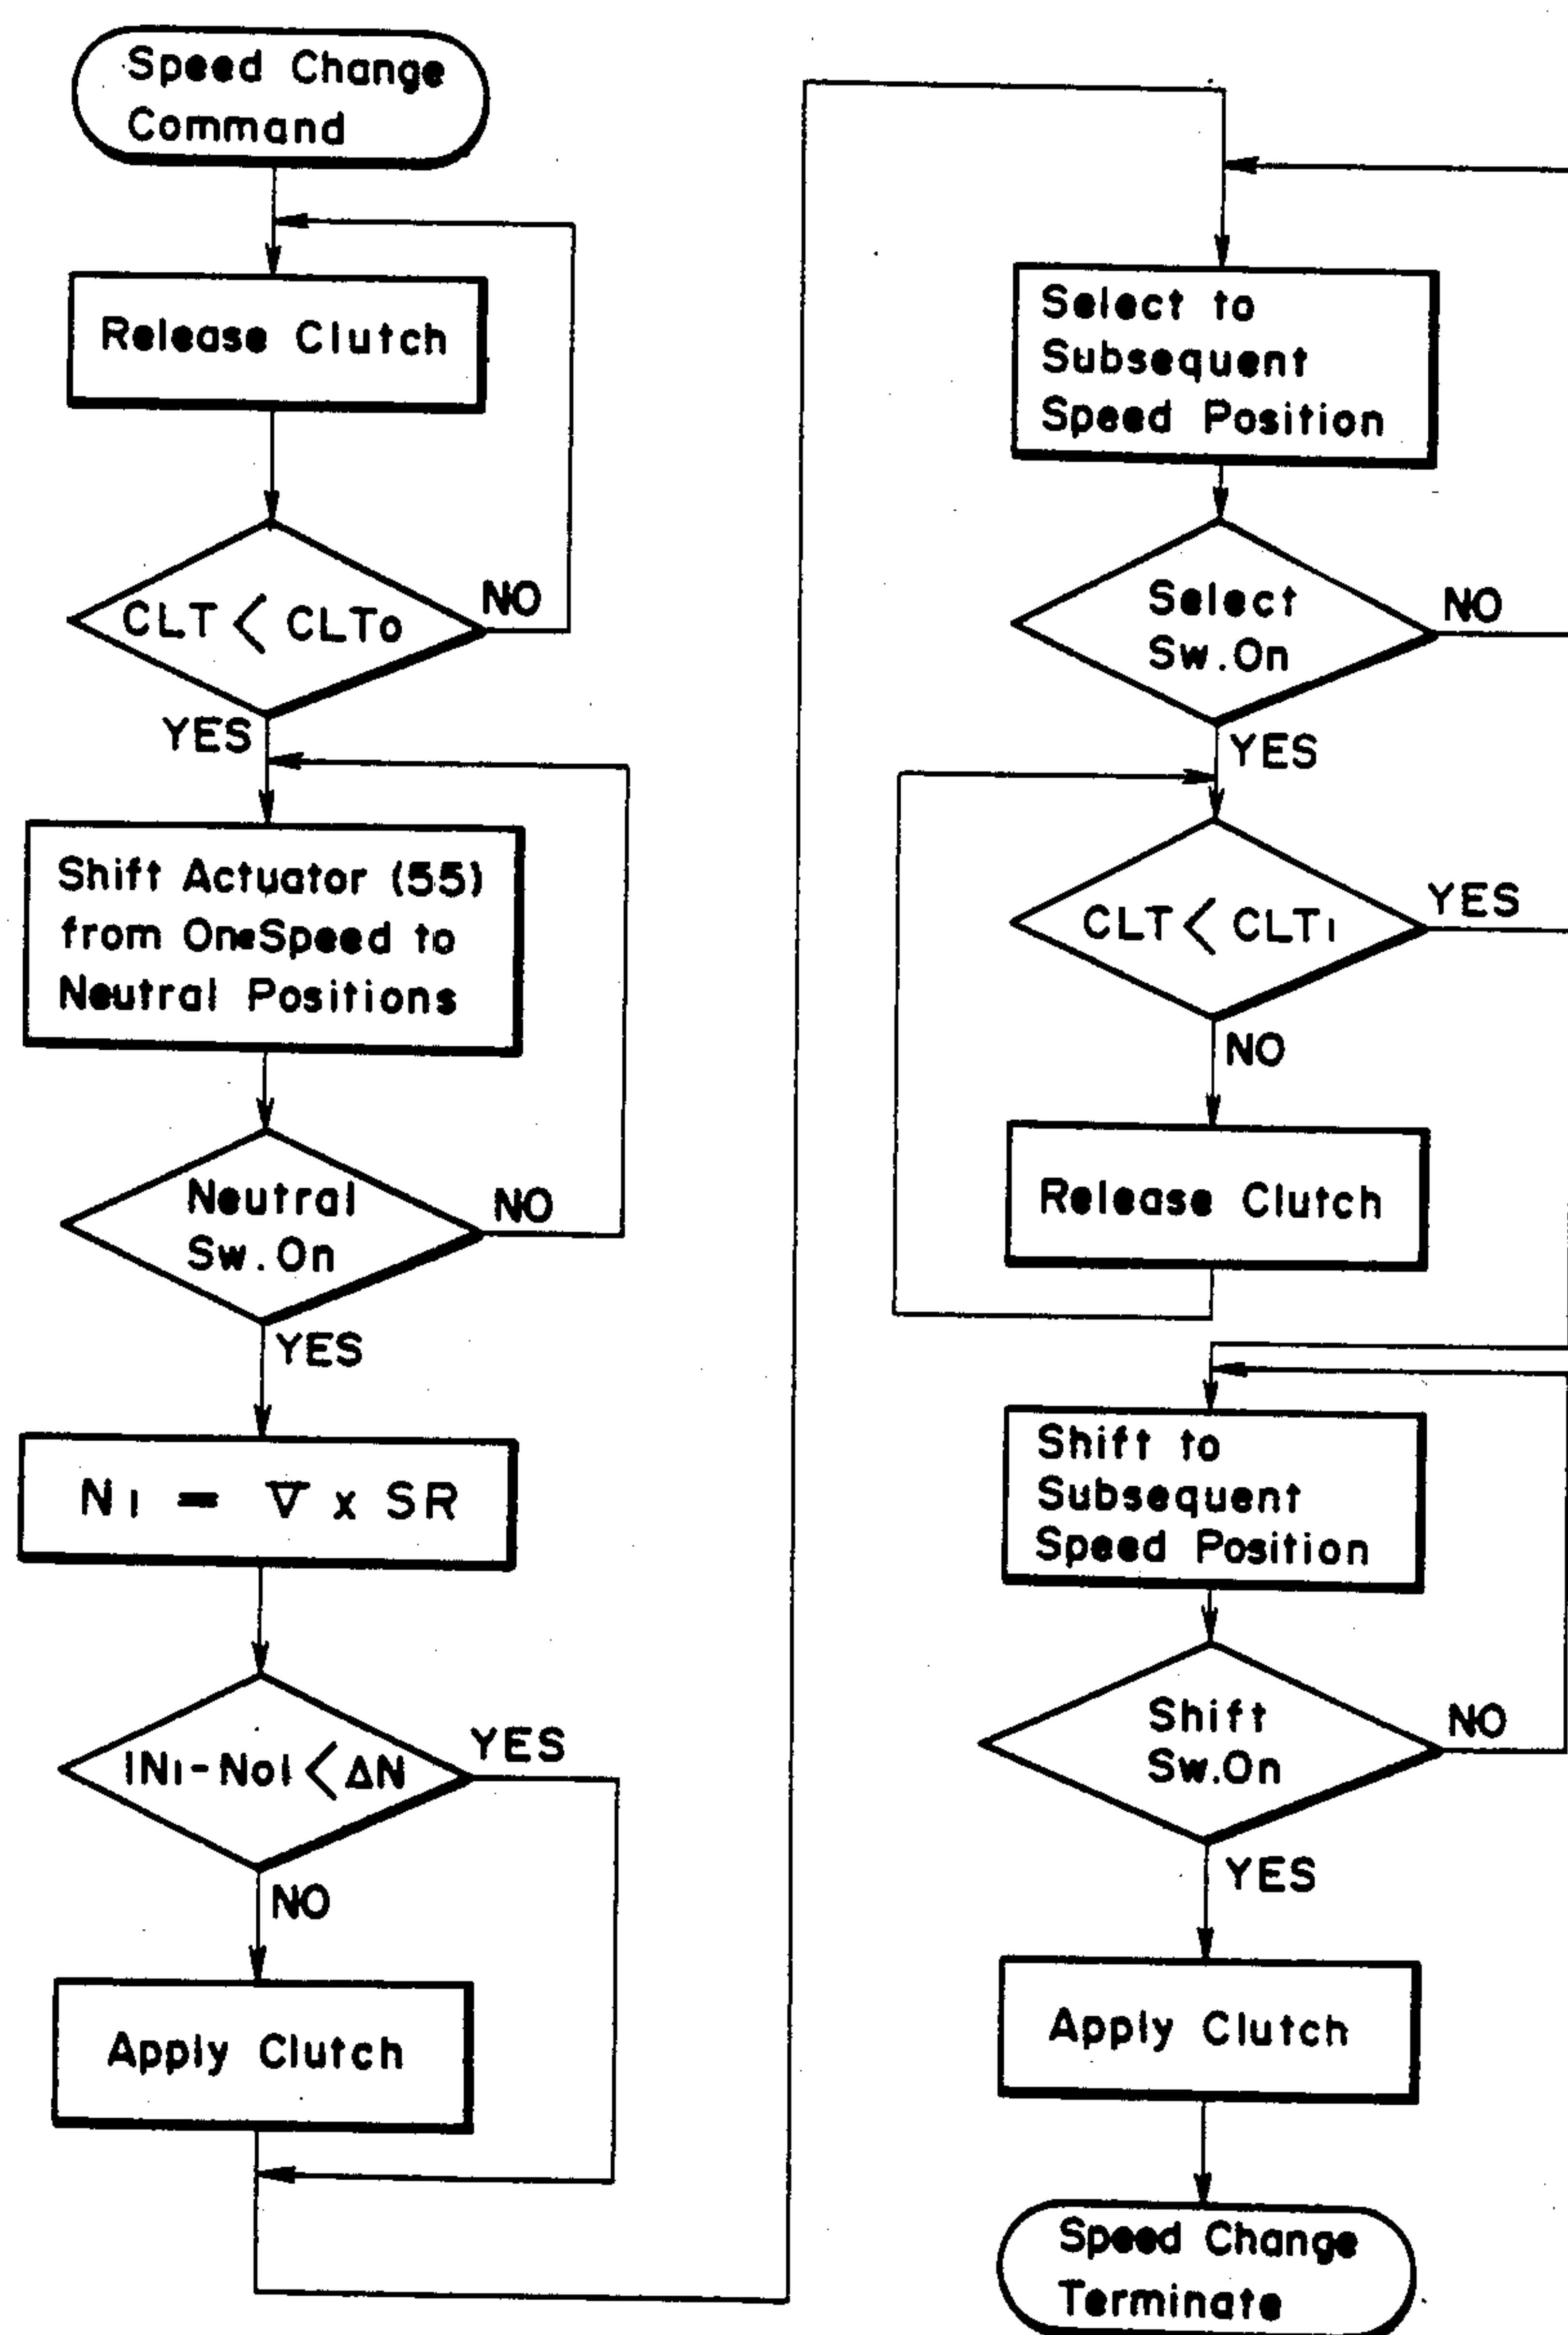 Speed Change
Command
Release Clutch
CLT < CLTo
NO
YES
Shift Actuator (55)
from OneSpeed to
Neutral Positions
Neutral
Sw.On
NO
YES
N1 = V̄ x SR
|N1-No| < ΔN
YES
NO
Apply Clutch
Select to
Subsequent
Speed Position
Select
Sw.On
NO
YES
CLT < CLT1
YES
NO
Release Clutch
Shift to
Subsequent
Speed Position
Shift
Sw.On
NO
YES
Apply Clutch
Speed Change
Terminate